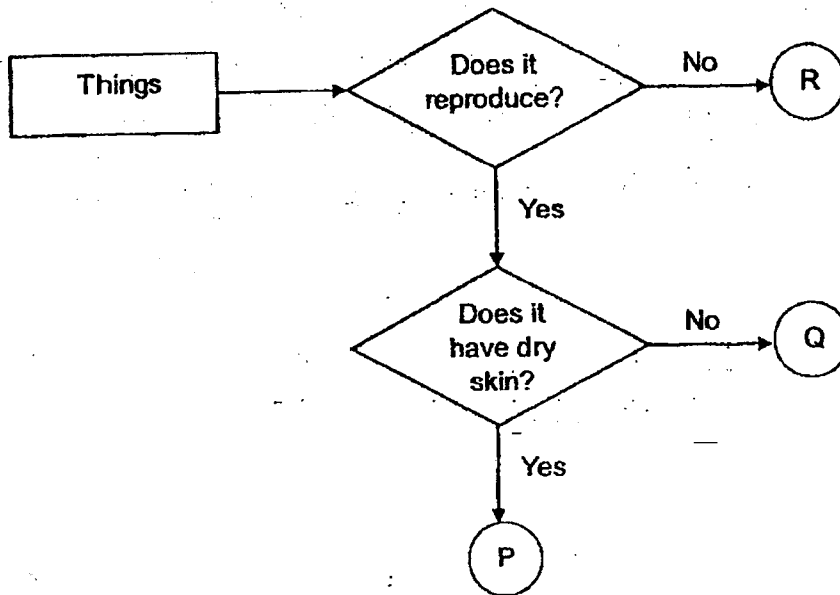 Things
Does it
reproduce?
No
R
Yes
Does it
have dry
skin?
No
Q
Yes
P